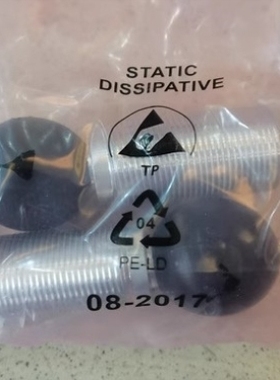 STATIC
DISSIPATIVE
TP
04
PE-LD
08-2017